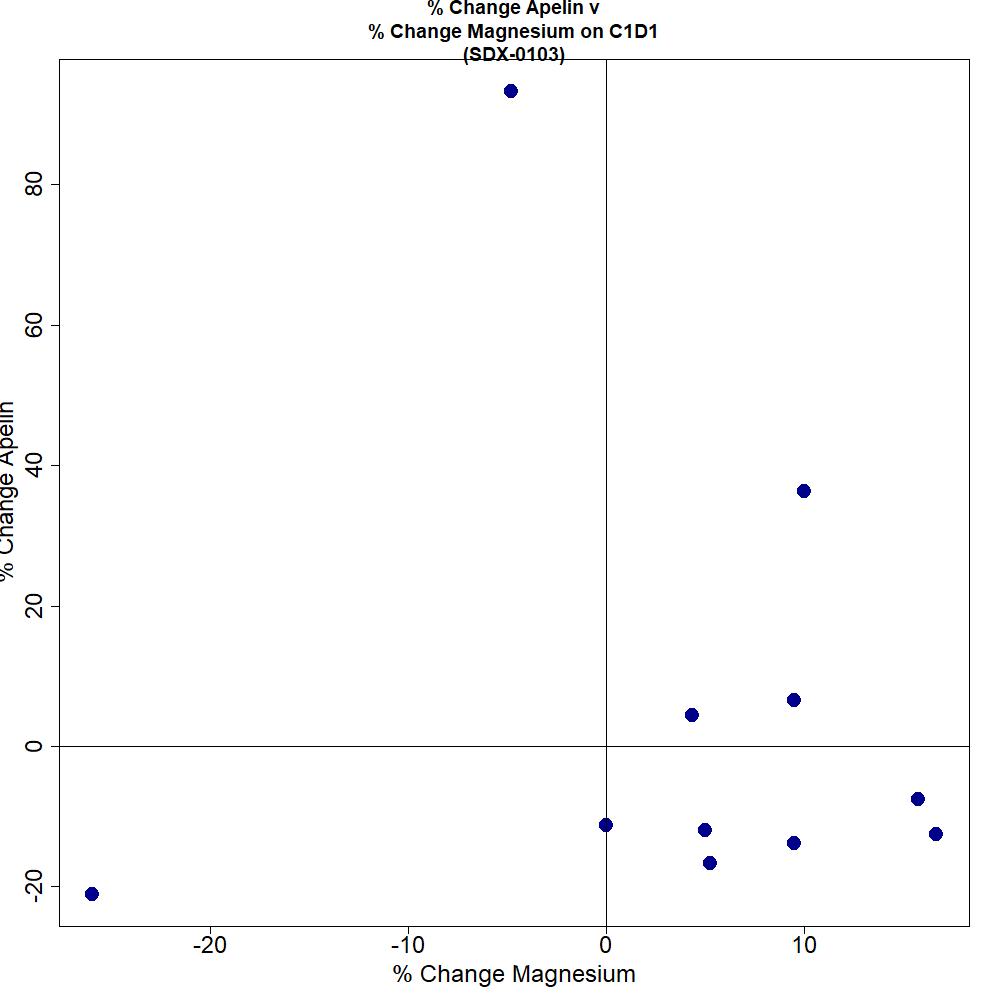 % Change Apelin v
% Change Magnesium on C1D1
(SDX-0103)
% Change Apelin
80
60
40
20
0
-20
-20
-10
0
10
% Change Magnesium